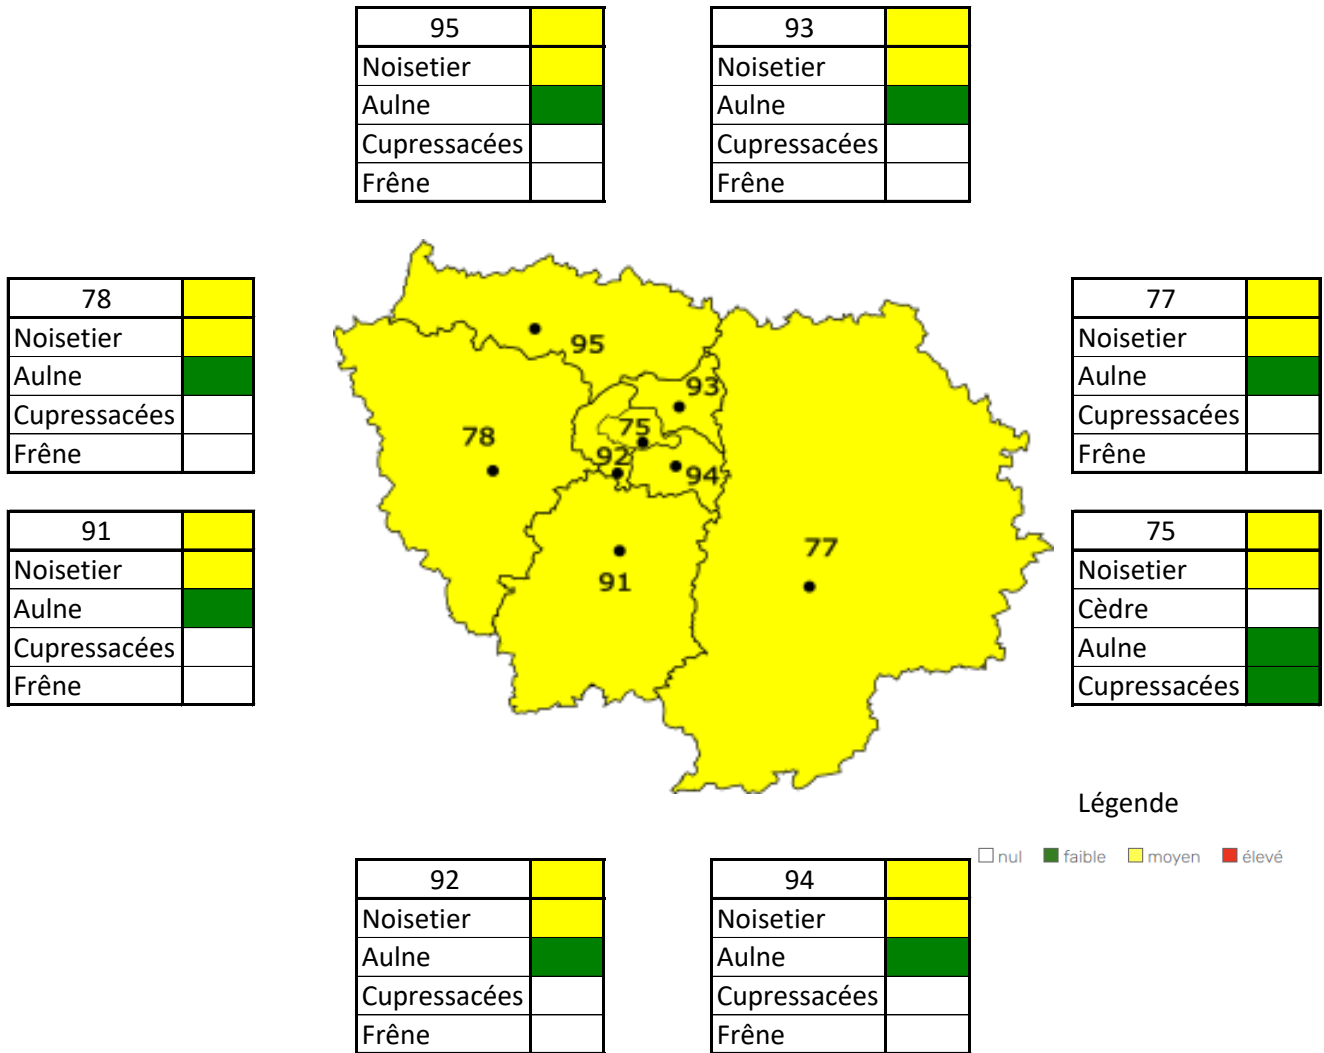 95
Noisetier
Aulne
Cupressacées
Frêne
93
Noisetier
Aulne
Cupressacées
Frêne
78
Noisetier
Aulne
Cupressacées
Frêne
91
Noisetier
Aulne
Cupressacées
Frêne
95
93
75
78
92
94
77
91
77
Noisetier
Aulne
Cupressacées
Frêne
75
Noisetier
Cèdre
Aulne
Cupressacées
Légende
nul faible moyen élevé
92
Noisetier
Aulne
Cupressacées
Frêne
94
Noisetier
Aulne
Cupressacées
Frêne